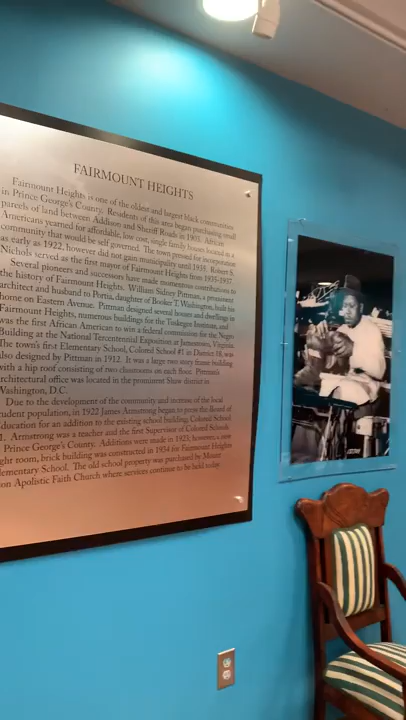 FAIRMOUNT HEIGHTS
Fairmount Heights is one of the oldest and largest black communities
in Prince George's County. Residents of this area began purchasing small
parcels of land between Addison and Sheriff Roads in 1903. African
Americans yearned for affordable, low cost, single family houses located in a
community that would be self governed. The town pressed for incorporation
as early as 1922, however did not gain municipality until 1935. Robert S.
Nichols served as the first mayor of Fairmount Heights from 1935-1937.
Several pioneers and successors have made momentous contributions to
the history of Fairmount Heights. William Sidney Pittman, a prominent
architect and husband to Portia, daughter of Booker T. Washington, built his
home on Eastern Avenue. Pittman designed several houses and dwellings in
Fairmount Heights, numerous buildings for the Tuskegee Institute, and
was the first African American to win a federal commission for the Negro
Building at the National Tercentennial Exposition at Jamestown, Virginia
The town's first Elementary School, Colored School #1 in District 18, was
also designed by Pittman in 1912. It was a large two story frame building
with a hip roof consisting of two classrooms on each floor. Pittman's
architectural office was located in the prominent Shaw district in
Washington, D.C.
Due to the development of the community and increase of the local
student population, in 1922 James Armstrong began to press the Board of
Education for an addition to the existing school building, Colored School
1. Armstrong was a teacher and the first Supervisor of Colored Schools
Prince George's County. Additions were made in 1923, however, a new
ght room, brick building was constructed in 1934 for Fairmount Heights
lementary School. The old school property was purchased by Mount
on Apolistic Faith Church where services continue to be held today.